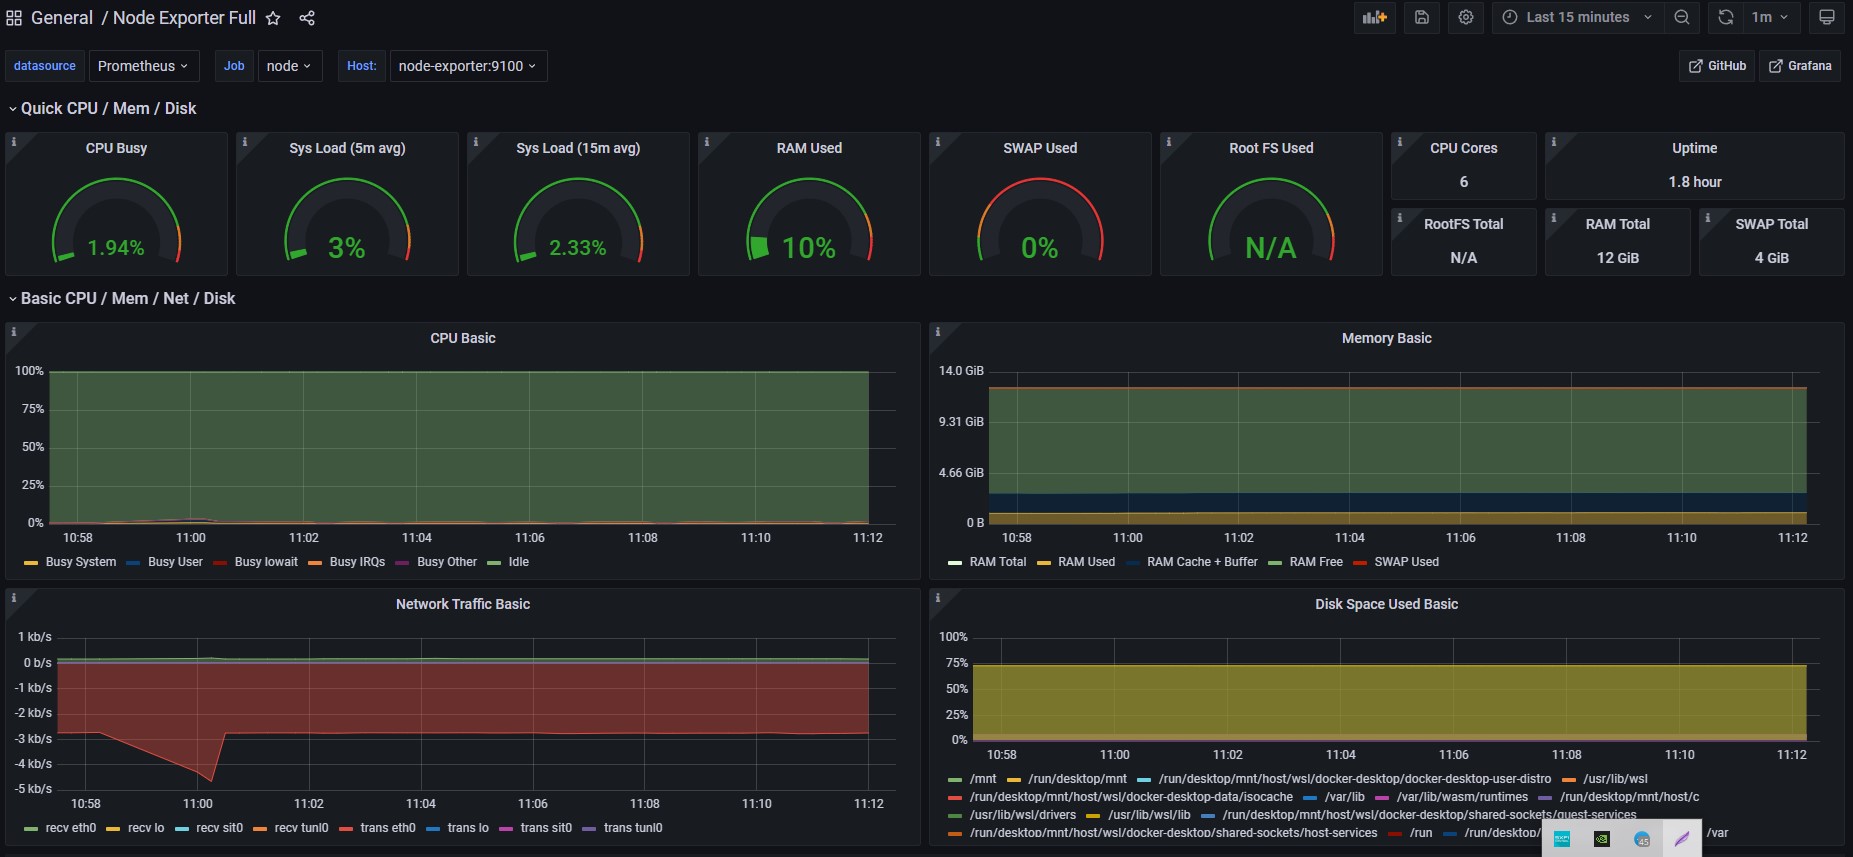 General / Node Exporter Full
Last 15 minutes
1m
datasource Prometheus Job node Host: node-exporter:9100 GitHub Grafana
Quick CPU / Mem / Disk
CPU Busy
1.94%
Sys Load (5m avg)
3%
Sys Load (15m avg)
2.33%
RAM Used
10%
SWAP Used
0%
Root FS Used
N/A
CPU Cores
6
Uptime
1.8 hour
RootFS Total
N/A
RAM Total
12 GiB
SWAP Total
4 GiB
Basic CPU / Mem / Net / Disk
CPU Basic
100%
75%
50%
25%
0%
10:58 11:00 11:02 11:04 11:06 11:08 11:10 11:12
Busy System Busy User Busy Iowait Busy IRQs Busy Other Idle
Memory Basic
14.0 GiB
9.31 GiB
4.66 GiB
0 B
10:58 11:00 11:02 11:04 11:06 11:08 11:10 11:12
RAM Total RAM Used RAM Cache + Buffer RAM Free SWAP Used
Network Traffic Basic
1 kb/s
0 b/s
-1 kb/s
-2 kb/s
-3 kb/s
-4 kb/s
-5 kb/s
10:58 11:00 11:02 11:04 11:06 11:08 11:10 11:12
recv eth0 recv lo recv sit0 recv tunl0 trans eth0 trans lo trans sit0 trans tunl0
Disk Space Used Basic
100%
75%
50%
25%
0%
10:58 11:00 11:02 11:04 11:06 11:08 11:10 11:12
/mnt /run/desktop/mnt /run/desktop/mnt/host/wsl/docker-desktop/docker-desktop-user-distro /usr/lib/wsl
/run/desktop/mnt/host/wsl/docker-desktop-data/isocache /var/lib /var/lib/wasm/runtimes /run/desktop/mnt/host/c
/usr/lib/wsl/drivers /usr/lib/wsl/lib /run/desktop/mnt/host/wsl/docker-desktop/shared-sockets/guest-services
/run/desktop/mnt/host/wsl/docker-desktop/shared-sockets/host-services /run /run/desktop/ /var
45